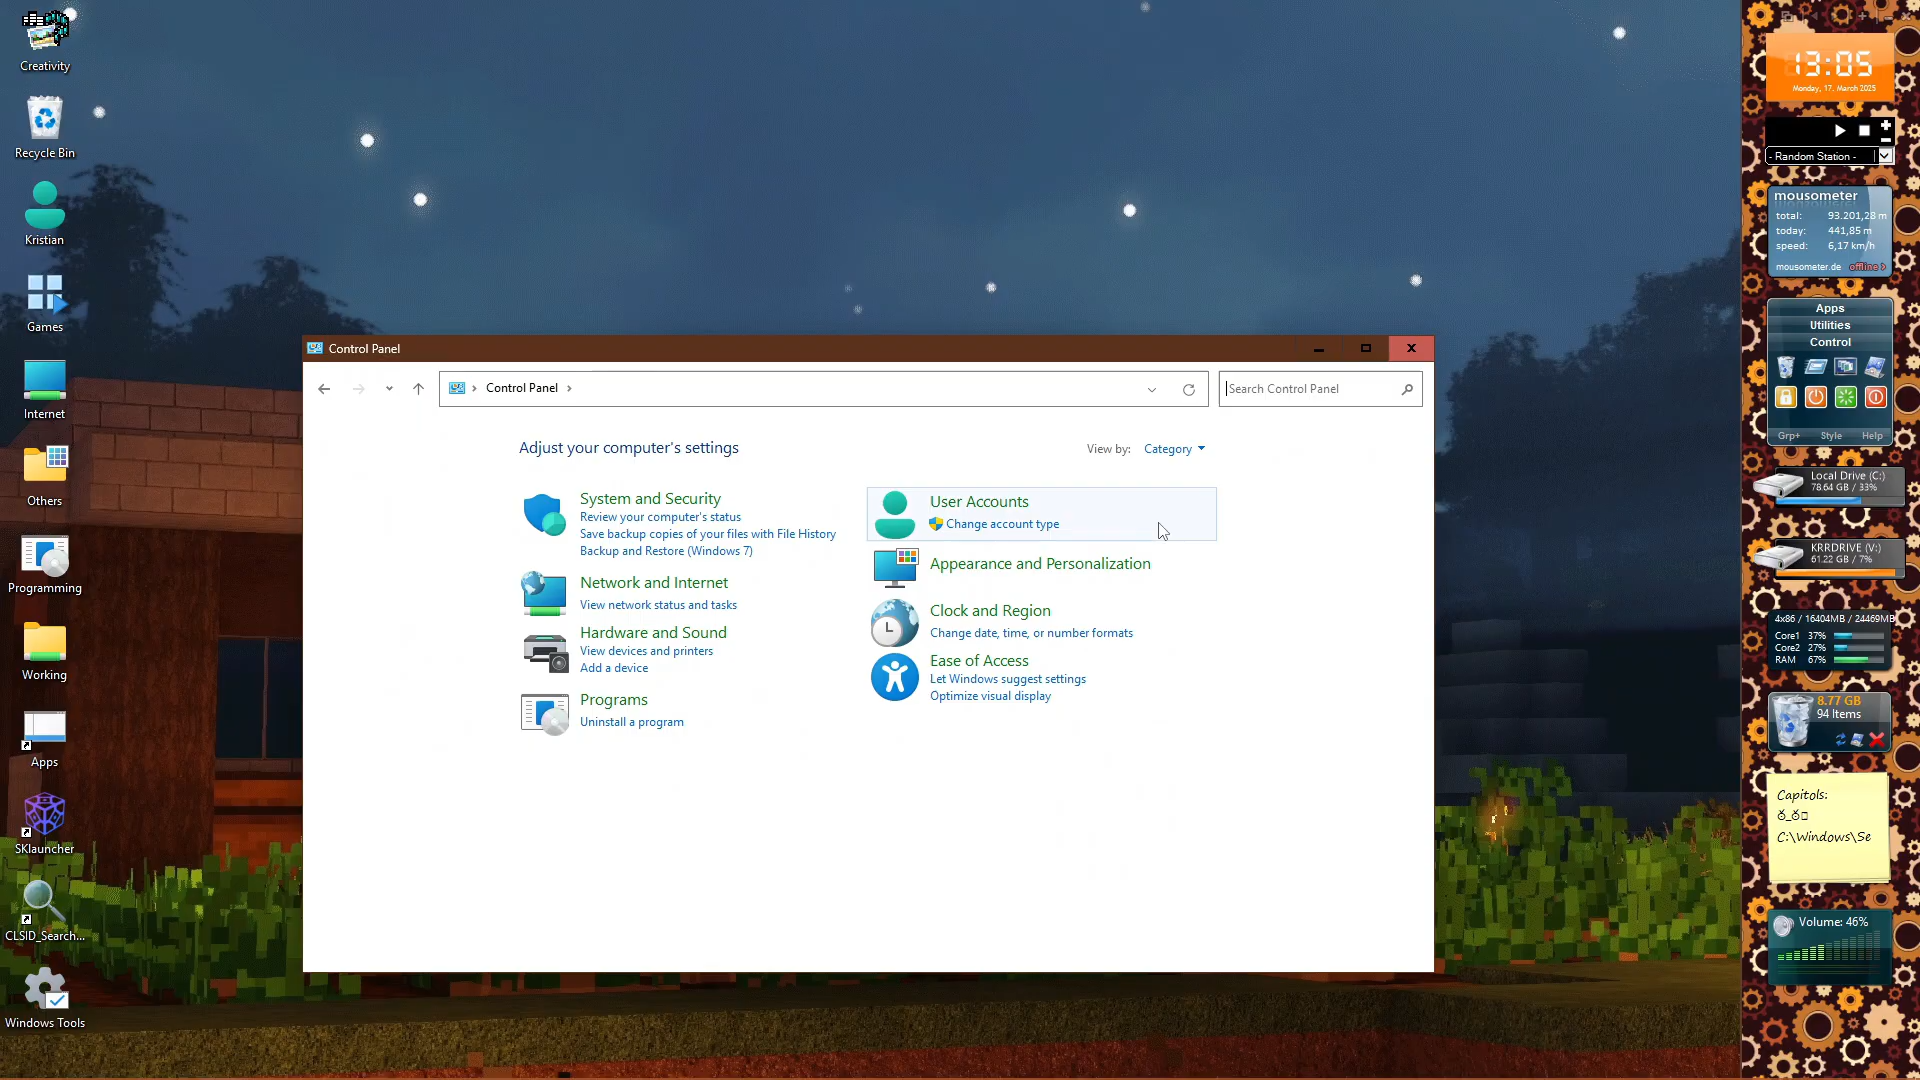 Creativity
Recycle Bin
Kristian
Games
Internet
Others
Programming
Working
Apps
SKlauncher
CLSID_Search...
Windows Tools
Control Panel
Control Panel
Search Control Panel
Adjust your computer's settings
View by: Category
System and Security
Review your computer's status
Save backup copies of your files with File History
Backup and Restore (Windows 7)
Network and Internet
View network status and tasks
Hardware and Sound
View devices and printers
Add a device
Programs
Uninstall a program
User Accounts
Change account type
Appearance and Personalization
Clock and Region
Change date, time, or number formats
Ease of Access
Let Windows suggest settings
Optimize visual display
13:05
Monday, 17. March 2025
- Random Station -
mousometer
total: 93.201,28 m
today: 441,85 m
speed: 6,17 km/h
mousometer.de offline
Apps
Utilities
Control
Grp+ Style Help
Local Drive (C:)
78.64 GB / 33%
KRRDRIVE (V:)
61.22 GB / 7%
4x86 / 16404MB / 24469MB
Core1 37%
Core2 27%
RAM 67%
8.77 GB
94 Items
Capitols:
ð_ð□
C:\Windows\Se
Volume: 46%